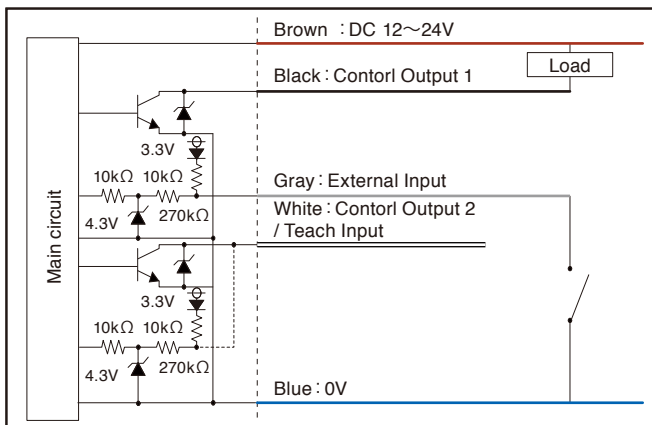 Brown : DC 12～24V
Load
Black : Contorl Output 1
3.3V
10kΩ 10kΩ
Gray : External Input
270kΩ
White : Contorl Output 2
/ Teach Input
4.3V
Main circuit
3.3V
10kΩ 10kΩ
270kΩ
4.3V
Blue : 0V